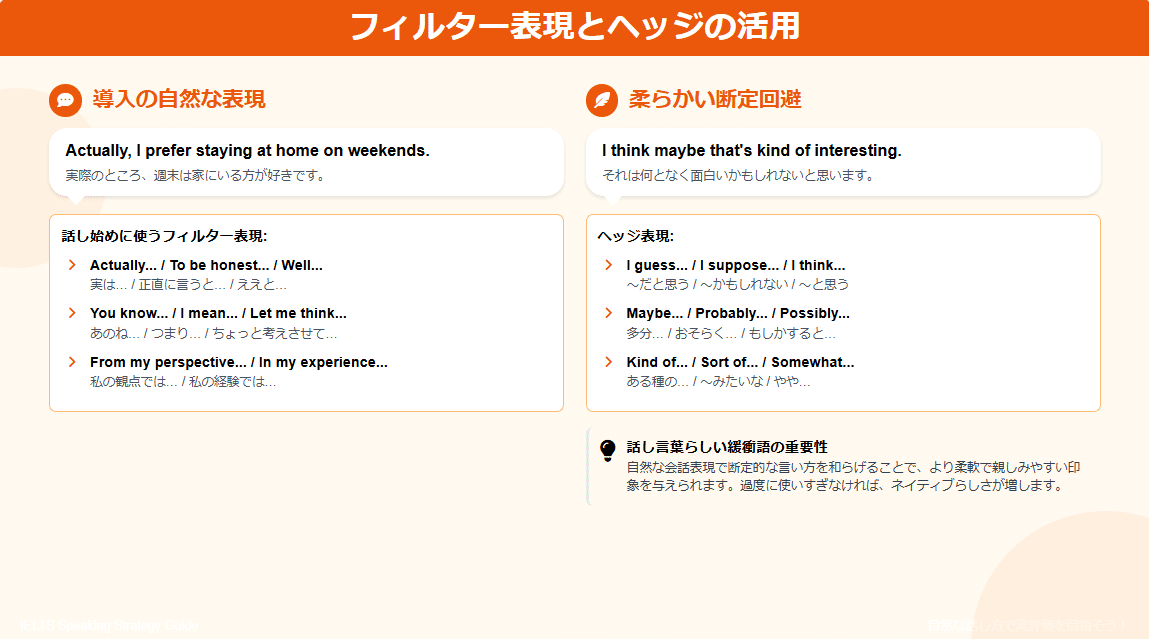 フィルター表現とヘッジの活用
導入の自然な表現
Actually, I prefer staying at home on weekends.
実際のところ、週末は家にいる方が好きです。
話し始めに使うフィルター表現:
Actually... / To be honest... / Well...
実は... / 正直に言うと... / ええと...
You know... / I mean... / Let me think...
あのね... / つまり... / ちょっと考えさせて...
From my perspective... / In my experience...
私の観点では... / 私の経験では...
柔らかい断定回避
I think maybe that's kind of interesting.
それは何となく面白いかもしれないと思います。
ヘッジ表現:
I guess... / I suppose... / I think...
〜だと思う / 〜かもしれない / 〜と思う
Maybe... / Probably... / Possibly...
多分... / おそらく... / もしかすると...
Kind of... / Sort of... / Somewhat...
ある種の... / 〜みたいな / やや...
話し言葉らしい緩衝語の重要性
自然な会話表現で断定的な言い方を和らげることで、より柔軟で親しみやすい印
象を与えられます。過度に使いすぎなければ、ネイティブらしさが増します。
IELTS Speaking Strategy Guide